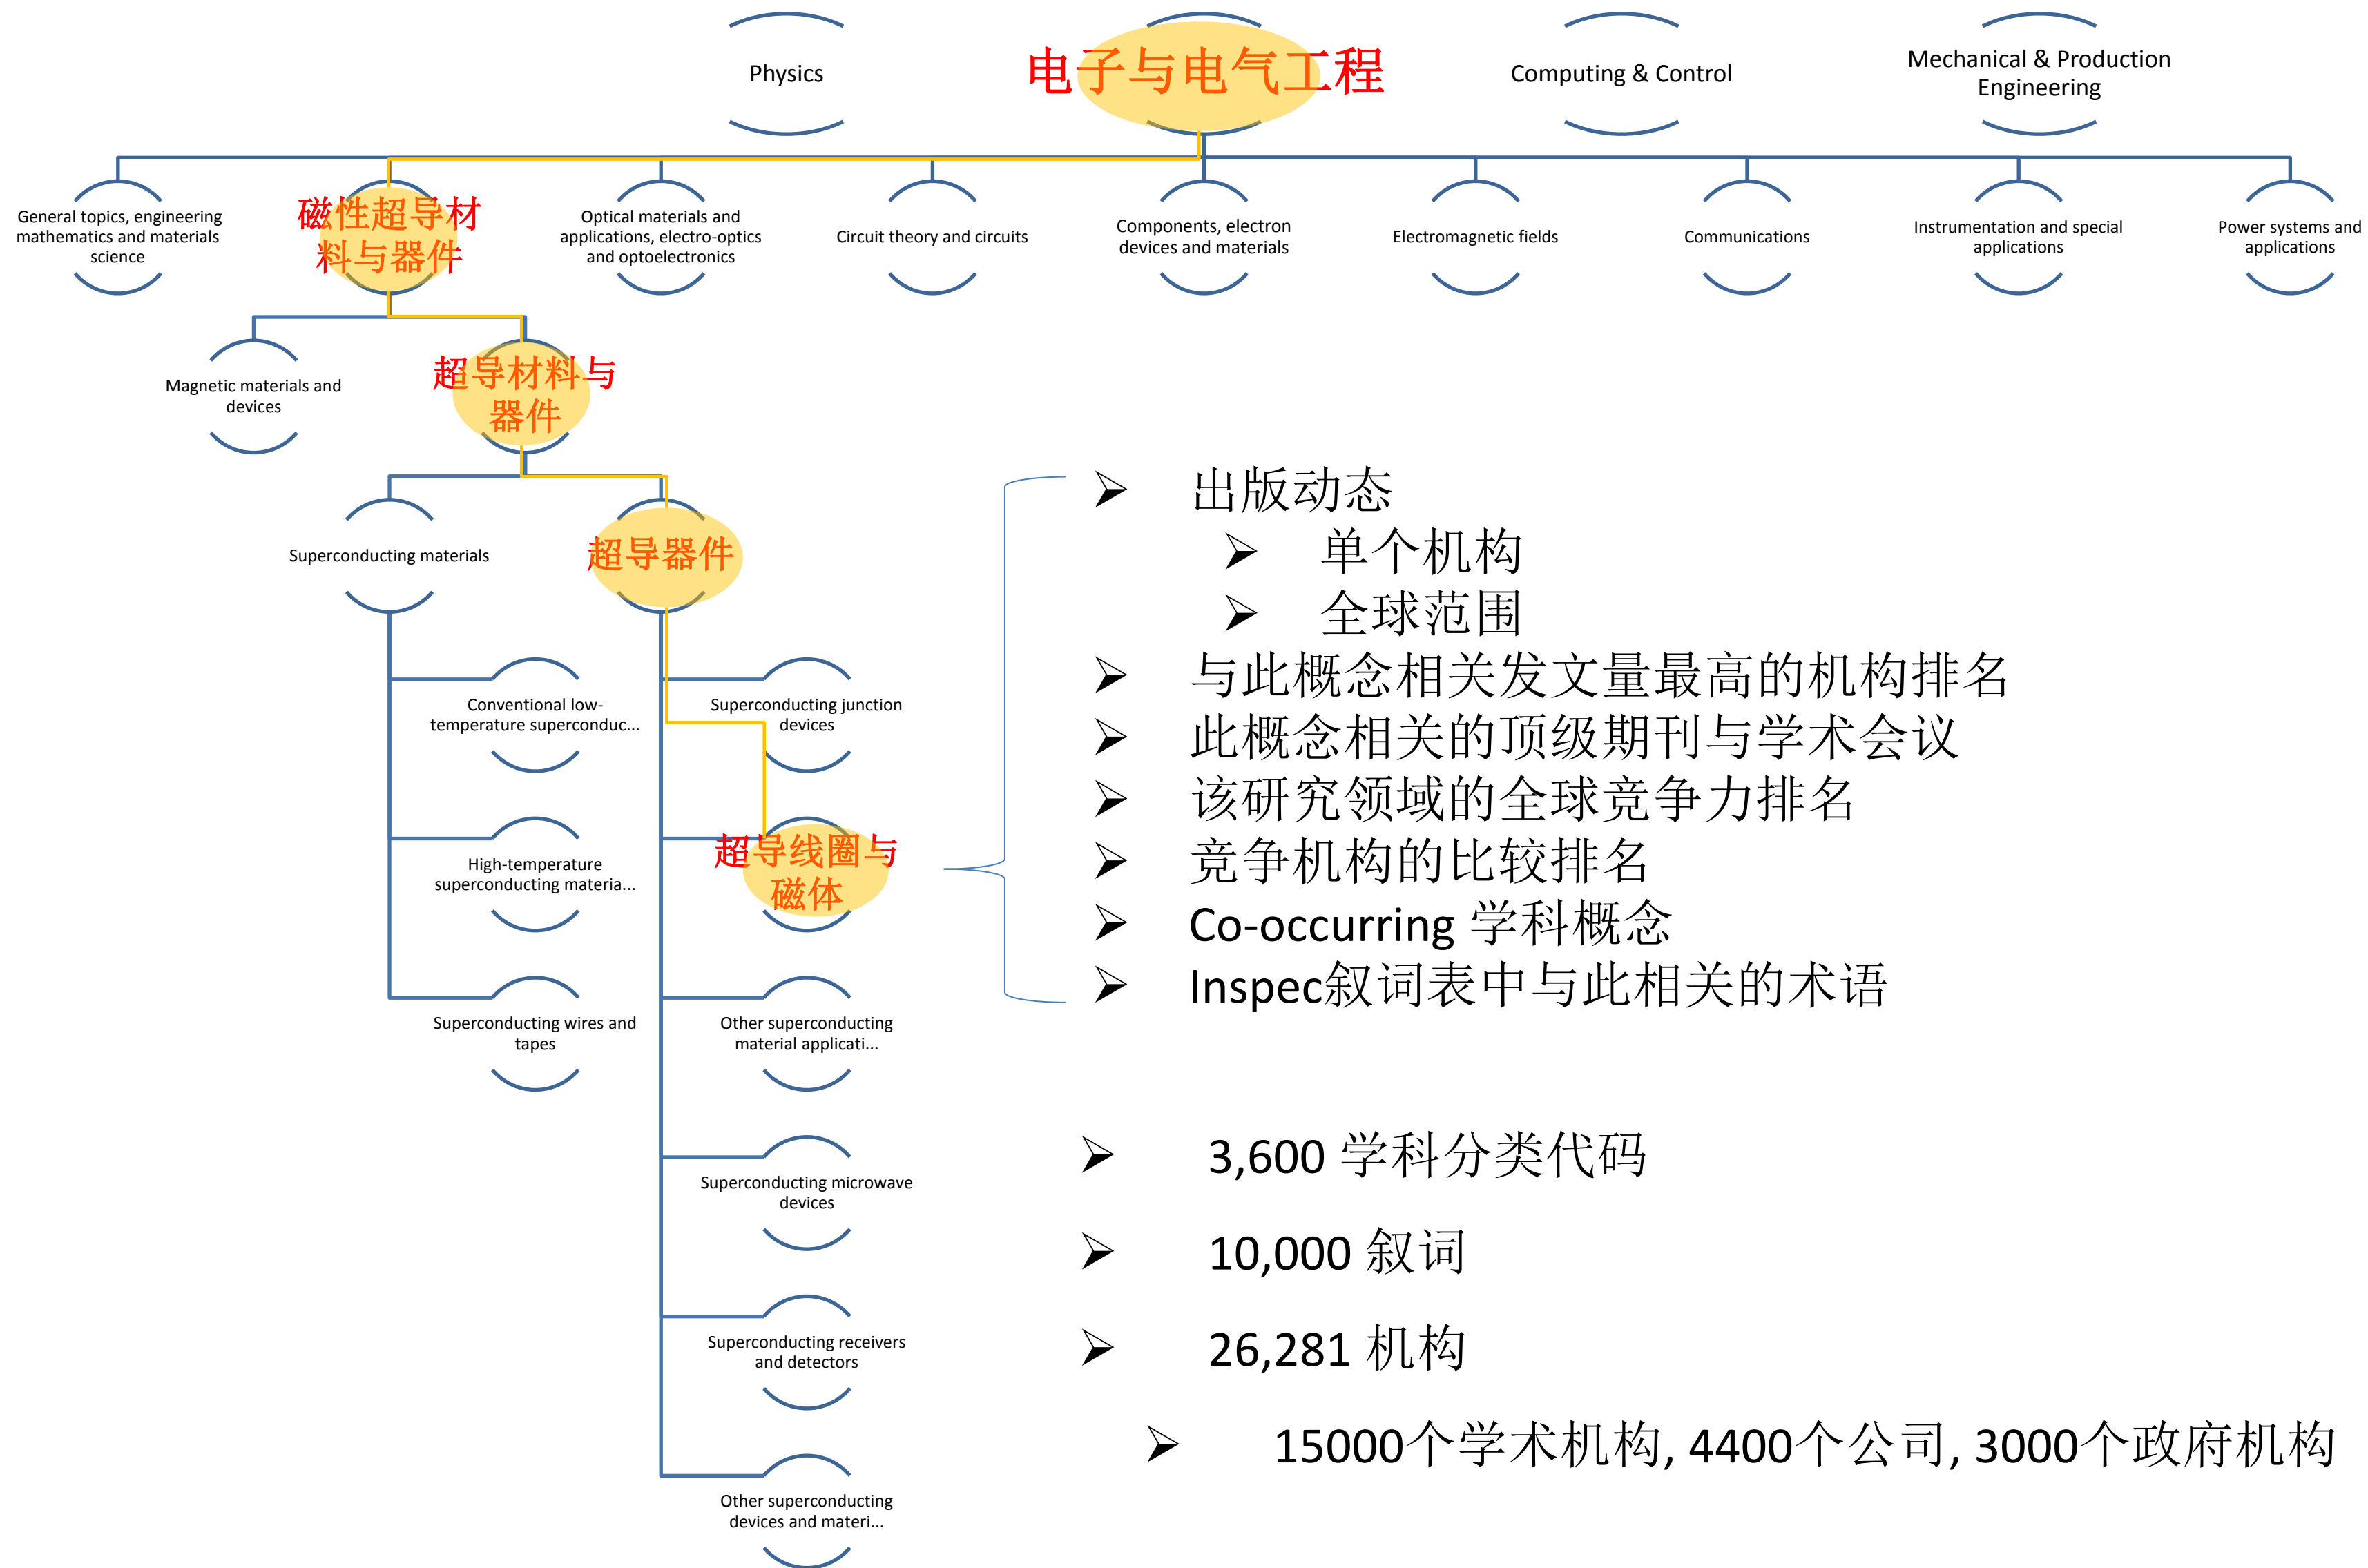 Physics
电子与电气工程
Computing & Control
Mechanical & Production
Engineering
General topics, engineering
mathematics and materials
science
磁性超导材
料与器件
Optical materials and
applications, electro-optics
and optoelectronics
Circuit theory and circuits
Components, electron
devices and materials
Electromagnetic fields
Communications
Instrumentation and special
applications
Power systems and
applications
Magnetic materials and
devices
超导材料与
器件
Superconducting materials
超导器件
Conventional low-
temperature superconduc...
High-temperature
superconducting materia...
Superconducting wires and
tapes
Superconducting junction
devices
超导线圈与
磁体
Other superconducting
material applicati...
Superconducting microwave
devices
Superconducting receivers
and detectors
Other superconducting
devices and materi...
➢ 出版动态
➢ 单个机构
➢ 全球范围
➢ 与此概念相关发文量最高的机构排名
➢ 此概念相关的顶级期刊与学术会议
➢ 该研究领域的全球竞争力排名
➢ 竞争机构的比较排名
➢ Co-occurring 学科概念
➢ Inspec叙词表中与此相关的术语
➢ 3,600 学科分类代码
➢ 10,000 叙词
➢ 26,281 机构
➢ 15000个学术机构, 4400个公司, 3000个政府机构